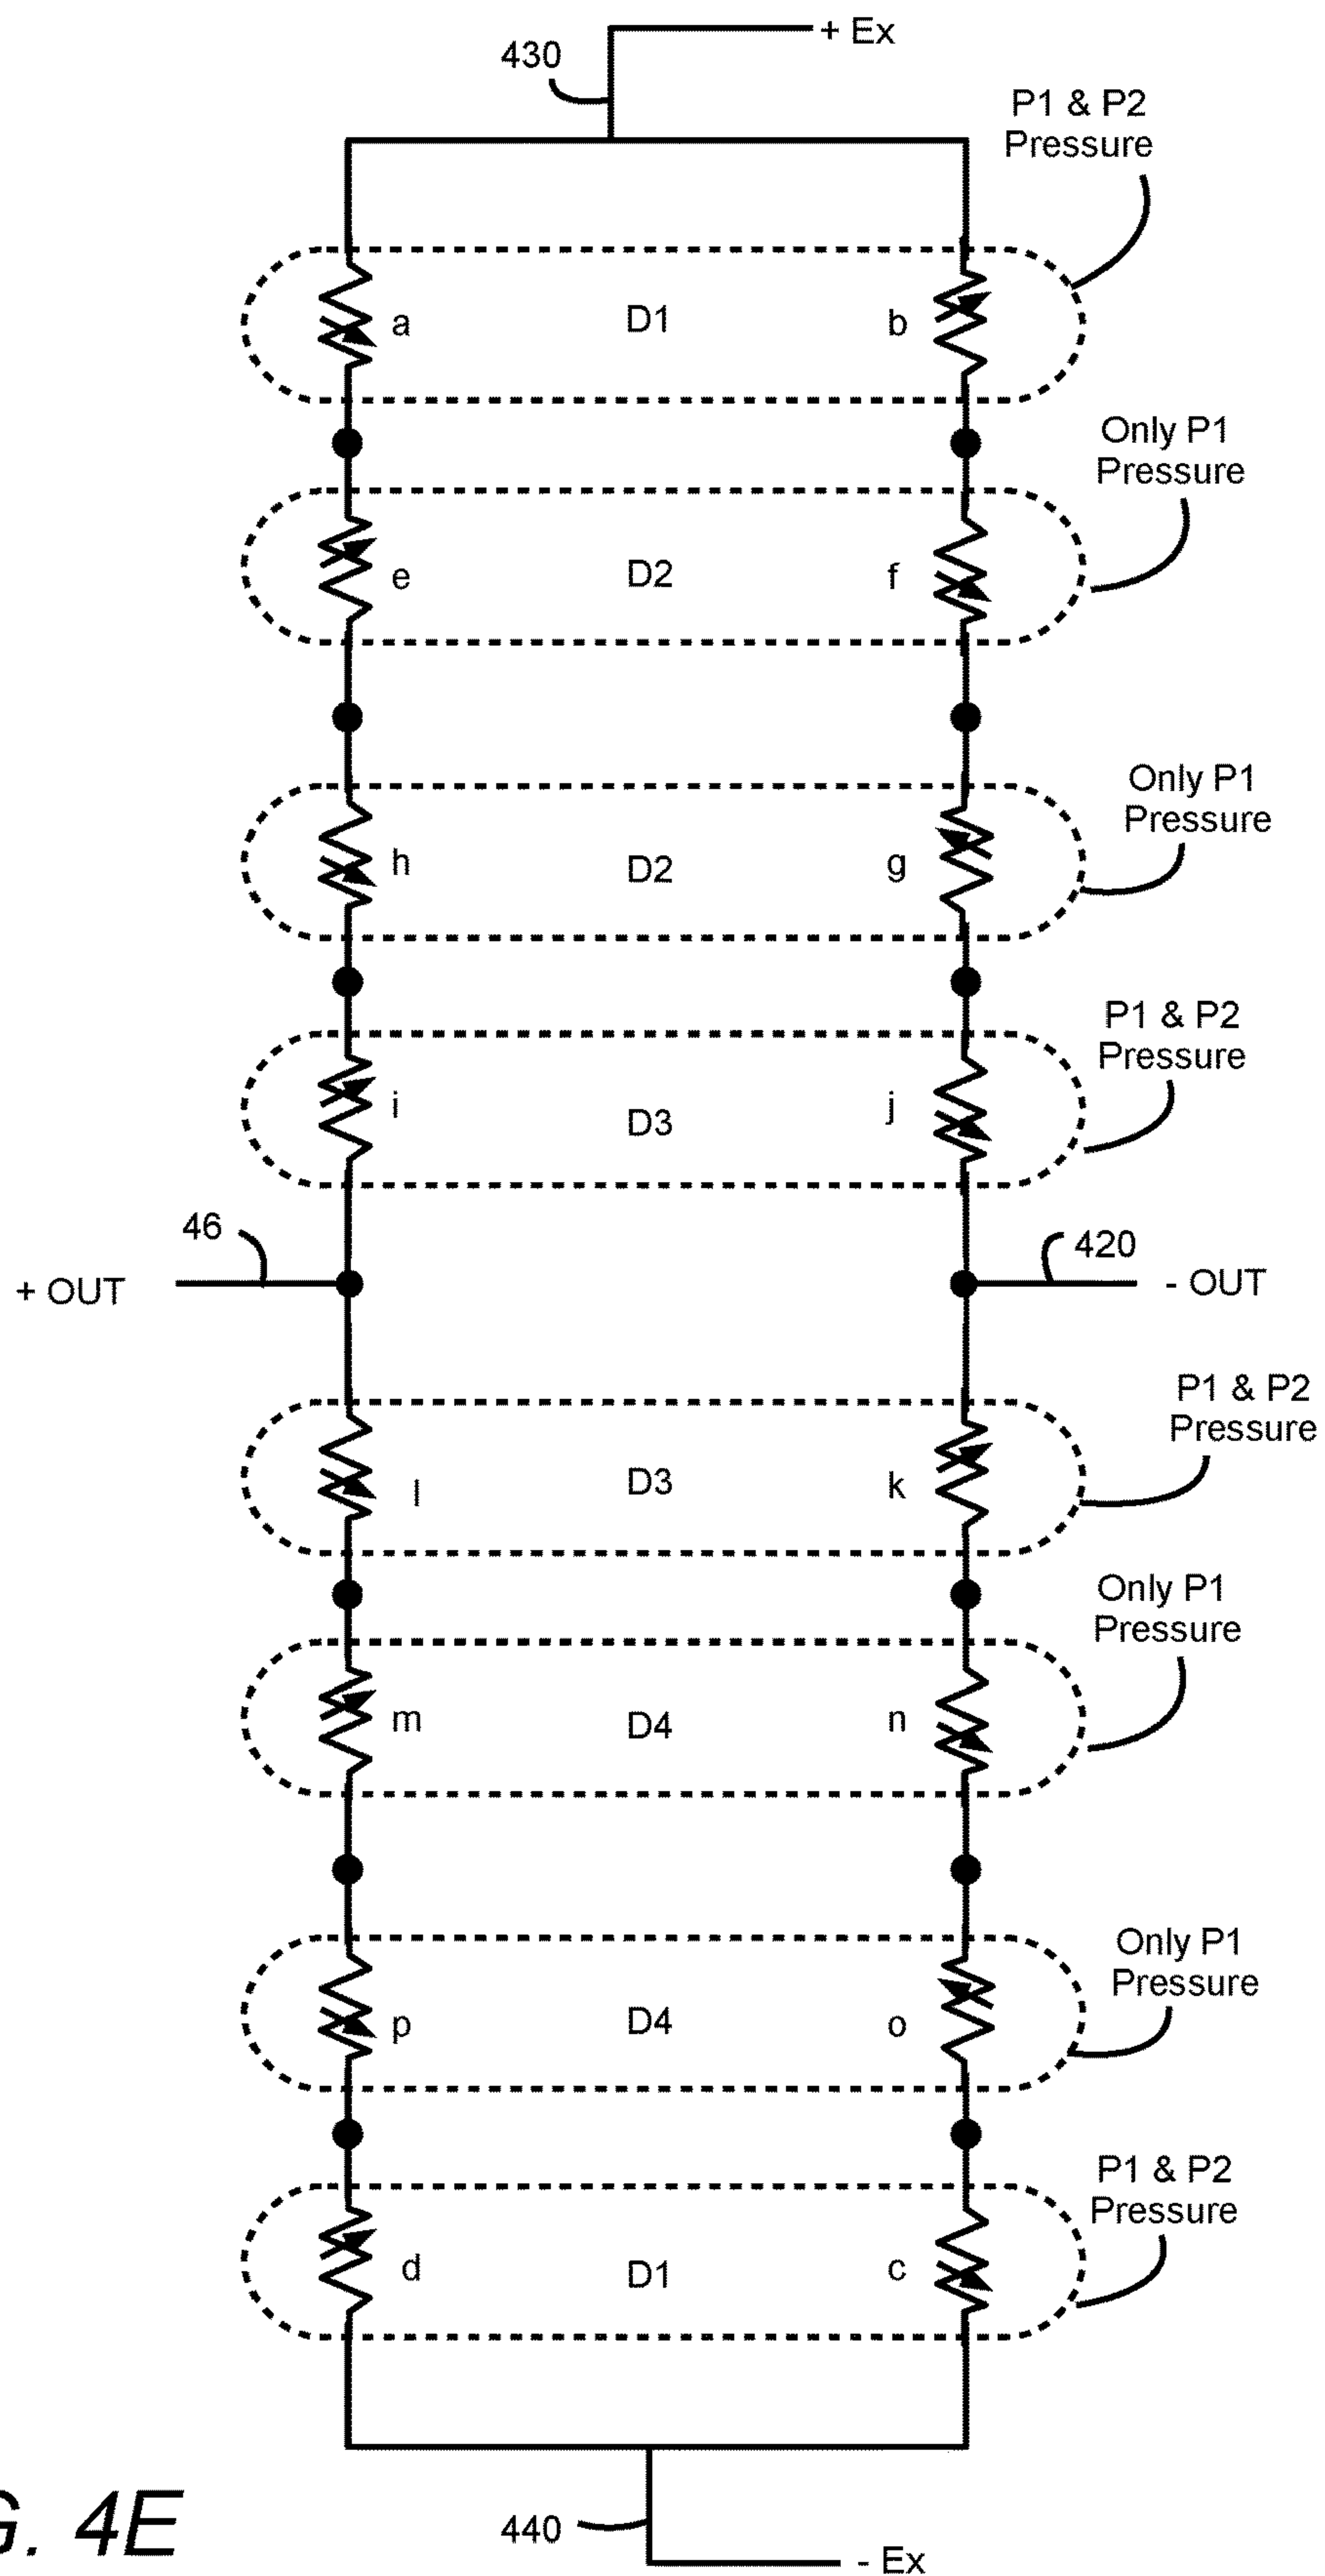 + Ex
430
P1 & P2
Pressure
a
D1
b
Only P1
Pressure
e
D2
f
Only P1
Pressure
h
D2
g
P1 & P2
Pressure
i
D3
j
46
420
+ OUT
- OUT
P1 & P2
Pressure
l
D3
k
Only P1
Pressure
m
D4
n
Only P1
Pressure
p
D4
o
P1 & P2
Pressure
d
D1
c
G. 4E
440
- Ex